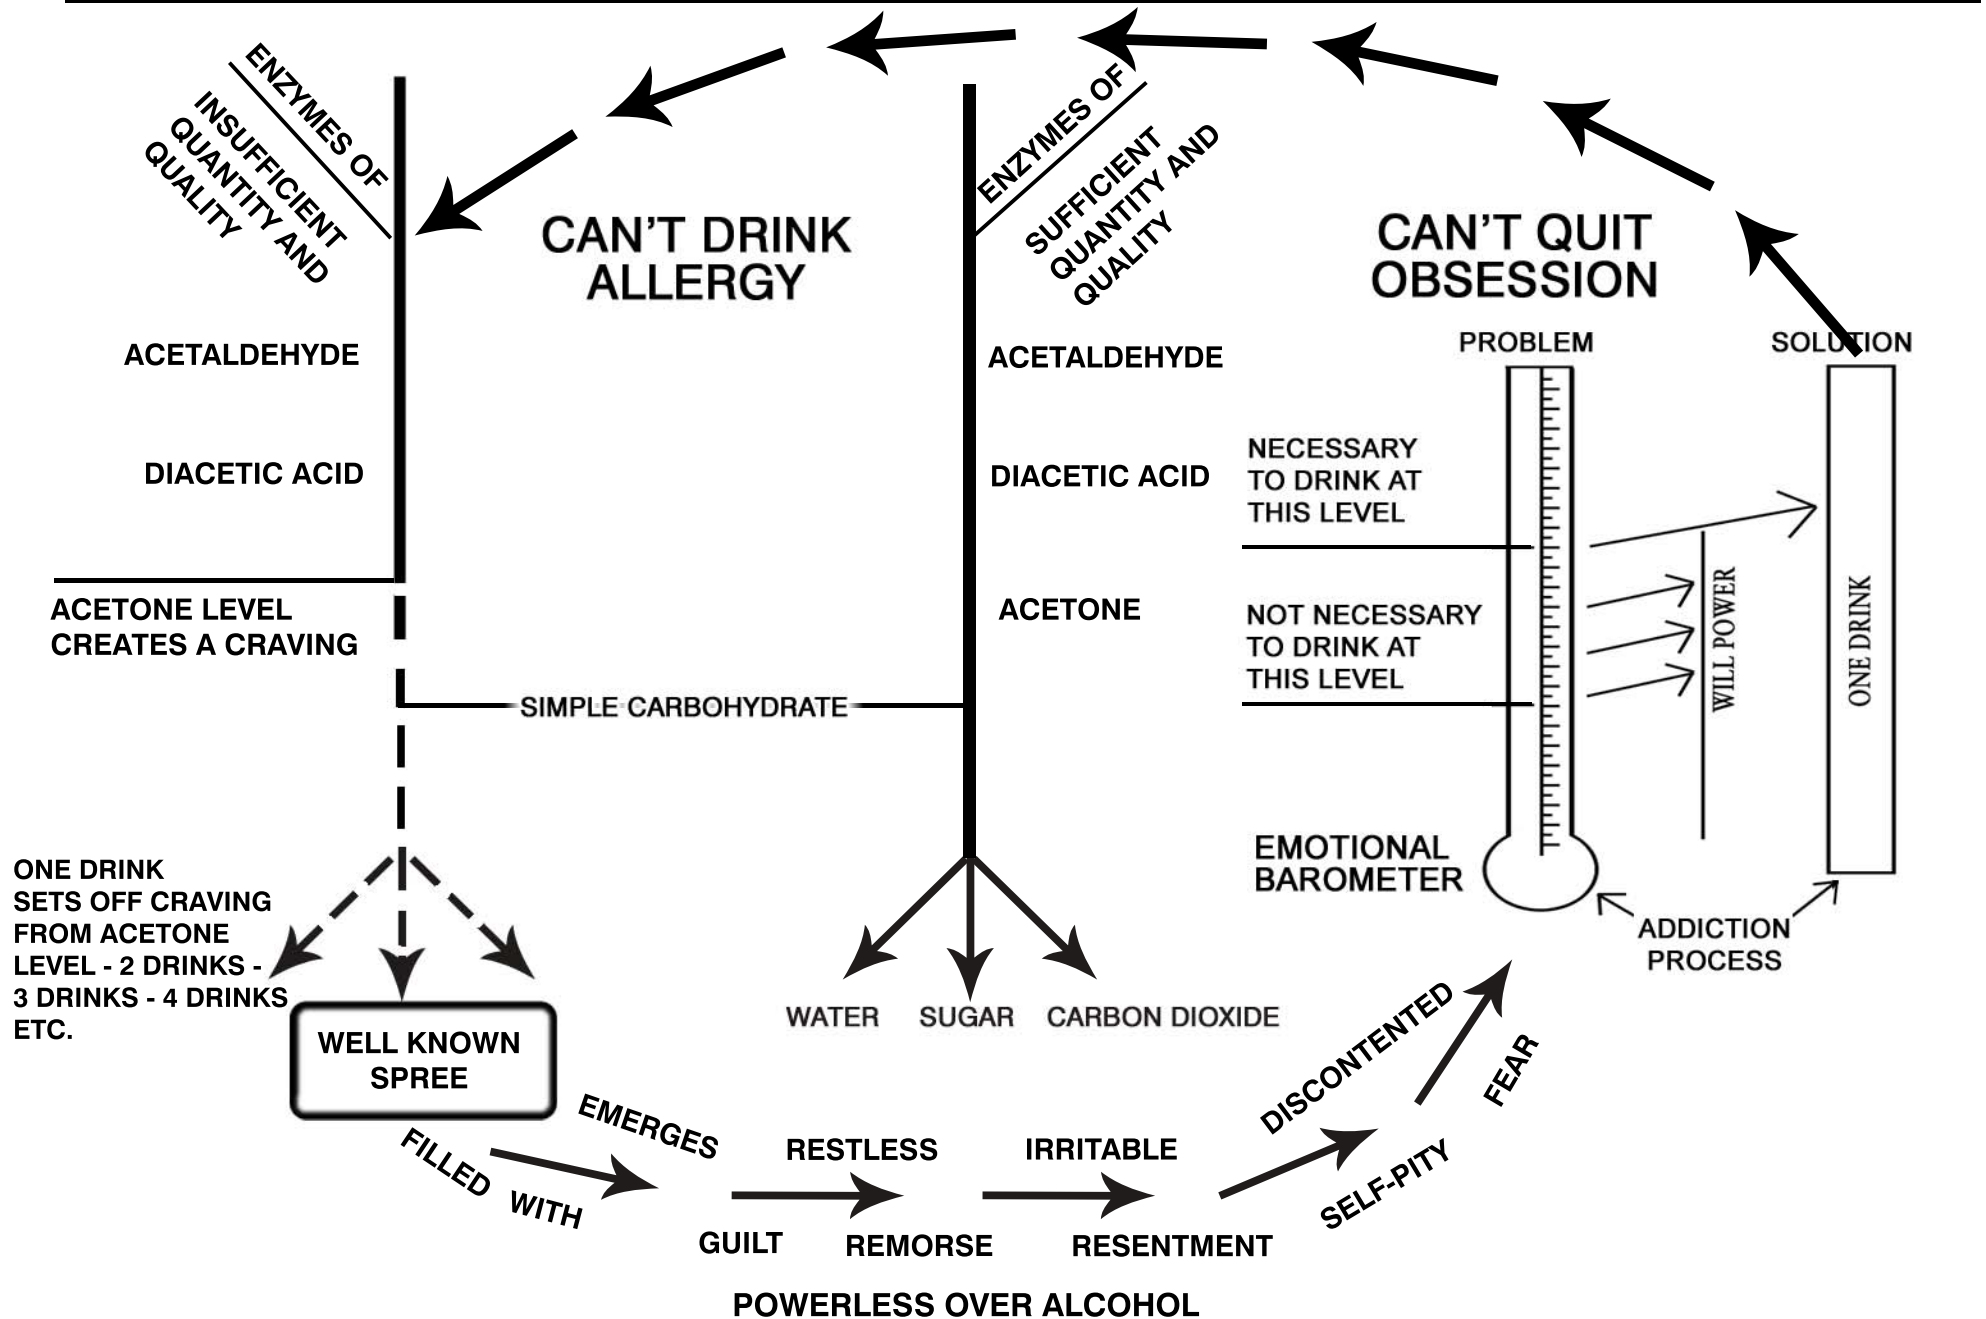 ENZYMES OF
INSUFFICIENT
QUANTITY AND
QUALITY
ENZYMES OF
SUFFICIENT
QUANTITY AND
QUALITY
CAN'T DRINK
ALLERGY
CAN'T QUIT
OBSESSION
ACETALDEHYDE
DIACETIC ACID
ACETONE LEVEL
CREATES A CRAVING
SIMPLE CARBOHYDRATE
ACETALDEHYDE
DIACETIC ACID
ACETONE
PROBLEM
SOLUTION
NECESSARY
TO DRINK AT
THIS LEVEL
NOT NECESSARY
TO DRINK AT
THIS LEVEL
WILL POWER
ONE DRINK
EMOTIONAL
BAROMETER
ADDICTION
PROCESS
ONE DRINK
SETS OFF CRAVING
FROM ACETONE
LEVEL - 2 DRINKS -
3 DRINKS - 4 DRINKS
ETC.
WELL KNOWN
SPREE
WATER
SUGAR
CARBON DIOXIDE
EMERGES
RESTLESS
IRRITABLE
DISCONTENTED
FILLED WITH
GUILT
REMORSE
RESENTMENT
SELF-PITY
FEAR
POWERLESS OVER ALCOHOL